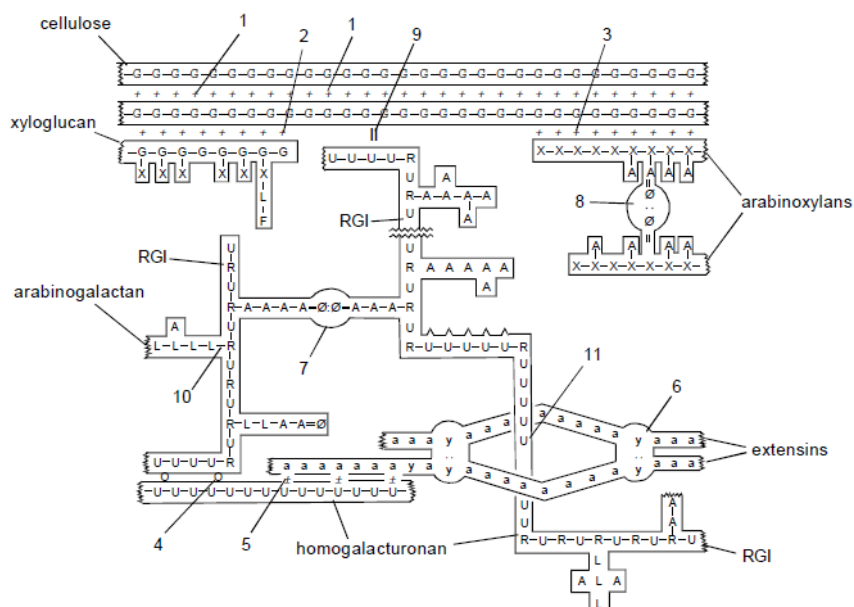 cellulose
1
1
9
2
3
G–G–G–G–G–G–G–G–G–G–G–G–G–G–G–G–G–G–G–G–G–G–G–G–G–G–G–G–G–G
+ + + + + + + + + + + + + + + + + + + + + + + + + + + + + +
G–G–G–G–G–G–G–G–G–G–G–G–G–G–G–G–G–G–G–G–G–G–G–G–G–G–G–G–G–G
xyloglucan
+ + + + + + + +
=
+ + + + + + + + +
G–G–G–G–G–G–G–G
X X X X X X
L
F
U–U–U–U–R
X–X–X–X–X–X–X–X–X
A
A A A A
U
R–A–A–A–A
A
RGI
U
8
Ø
··
Ø
=
arabinoxylans
A A A A
X–X–X–X–X–X–X
RGI
U
R
U
R
U
R–A–A–A–A–Ø:Ø–A–A–A–R
U
R
U
R–A–A–A–A–A
A
U
U
arabinogalactan
A
L–L–L–L–R
7
R–U–U–U–U–U–R
10
U
R
U
R–L–L–A–A=Ø
U
R
U–U–U–U
O O
U
U
U
U
U
11
6
a a a y a a a a a a a a y a a a
extensins
a a a a a a y a y a a a a a a a a y a a a
± ± ±
U–U–U–U–U–U–U–U–U–U–U–U–U–U
4
5
homogalacturonan
U
U
A
A A
R–U–R–U–R–U–R–U–R–U
RGI
L
A L A
L